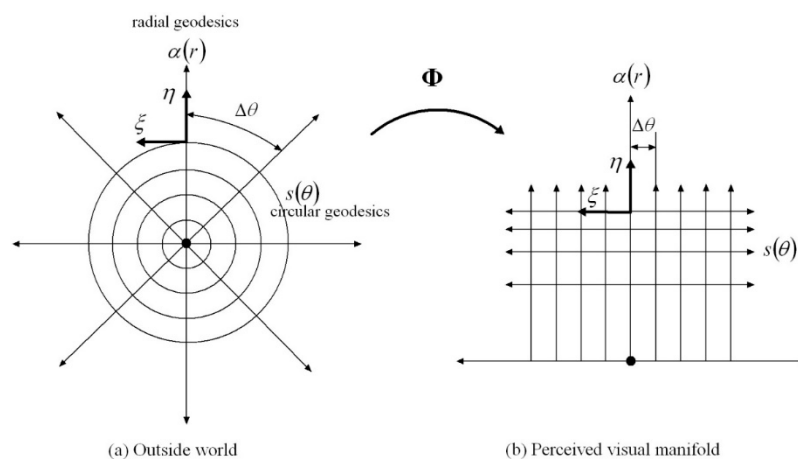 radial geodesics
α(r)
η
Δθ
ξ
s(θ)
circular geodesics
Φ
α(r)
Δθ
η
ξ
s(θ)
(a) Outside world
(b) Perceived visual manifold